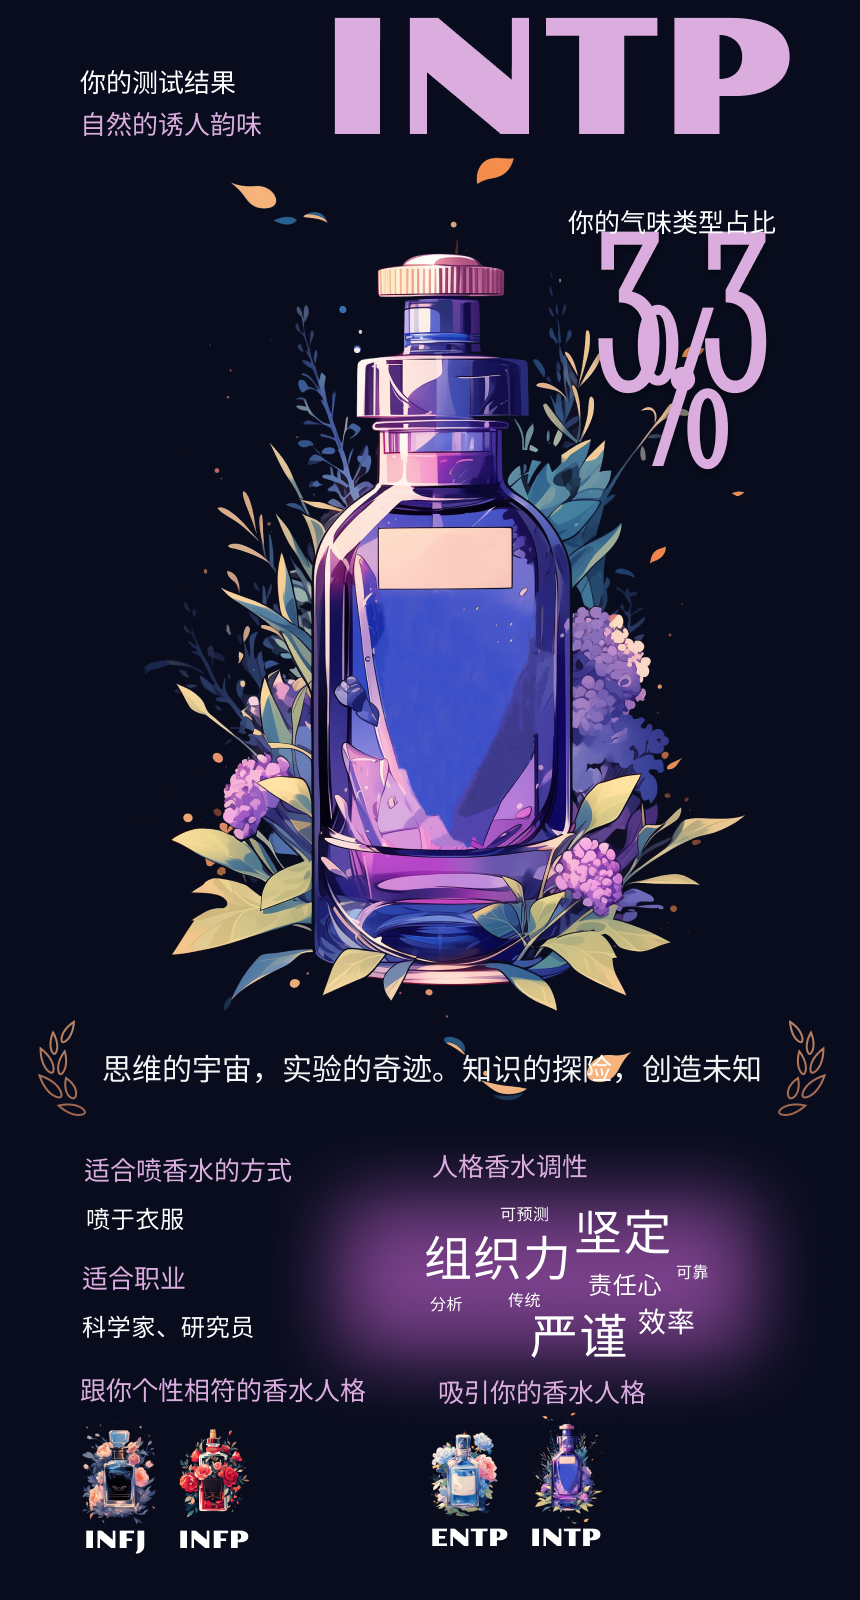 INTP
你的测试结果
自然的诱人韵味
你的气味类型占比
33
%
思维的宇宙，实验的奇迹。知识的探险，创造未知
适合喷香水的方式
喷于衣服
适合职业
科学家、研究员
人格香水调性
可预测
坚定
组织力
责任心
可靠
分析
传统
严谨
效率
跟你个性相符的香水人格
INFJ
INFP
吸引你的香水人格
ENTP
INTP